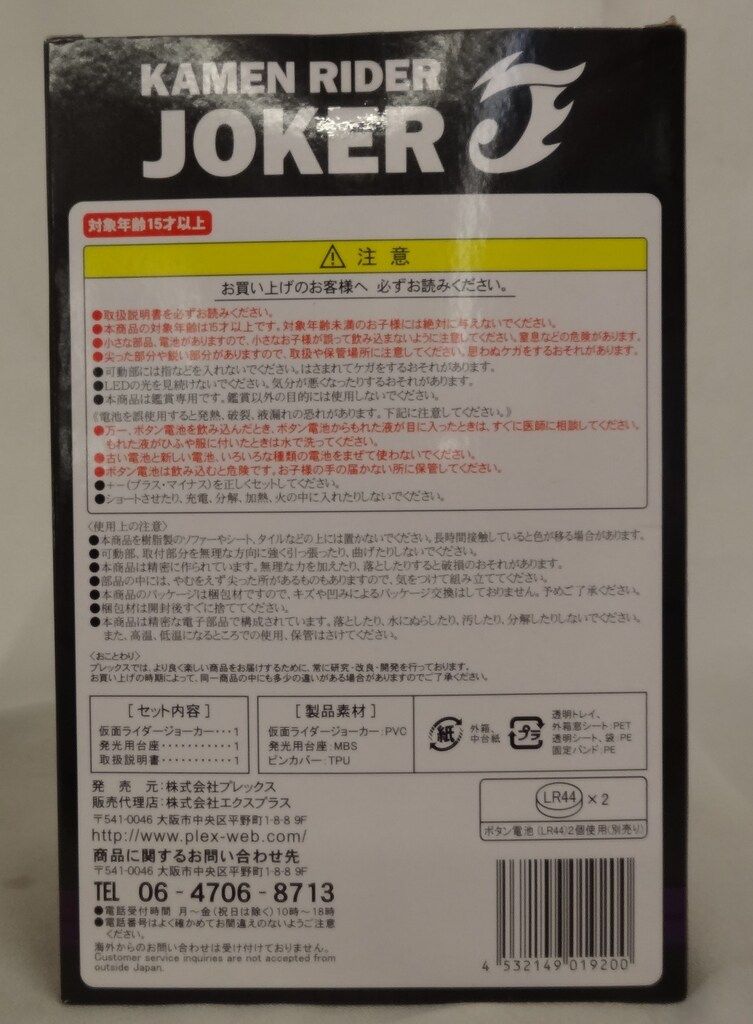 KAMEN RIDER
JOKER
対象年齢15才以上
注意
お買い上げのお客様へ 必ずお読みください。
●取扱説明書を必ずお読みください。
●本商品の対象年齢は15才以上です。対象年齢未満のお子様には絶対に与えないでください。
●小さな部品、電池がありますので、小さなお子様が誤って飲み込まないように注意してください。窒息などの危険があります。
●尖った部分や鋭い部分がありますので、取扱や保管場所に注意してください。思わぬケガをするおそれがあります。
●可動部には指などを入れないでください。はさまれてケガをするおそれがあります。
●LEDの光を見続けないでください。気分が悪くなったりするおそれがあります。
●本商品は鑑賞専用です。鑑賞以外の目的には使用しないでください。
《電池を誤使用すると発熱、破裂、液漏れの恐れがあります。下記に注意してください。》
●万一、ボタン電池を飲み込んだとき、ボタン電池からもれた液が目に入ったときは、すぐに医師に相談してください。
もれた液がひふや服に付いたときは水で洗ってください。
●古い電池と新しい電池、いろいろな種類の電池をまぜて使わないでください。
●ボタン電池は飲み込むと危険です。お子様の手の届かない所に保管してください。
●+-(プラス・マイナス)を正しくセットしてください。
●ショートさせたり、充電、分解、加熱、火の中に入れたりしないでください。
〈使用上の注意〉
●本商品を樹脂製のソファーやシート、タイルなどの上には置かないでください。長時間接触していると色が移る場合があります。
●可動部、取付部分を無理な方向に強く引っ張ったり、曲げたりしないでください。
●本商品は精密に作られています。無理な力を加えたり、落としたりすると破損のおそれがあります。
●部品の中には、やむをえず尖った所があるものもありますので、気をつけて組み立ててください。
●本商品のパッケージは梱包材ですので、キズや凹みによるパッケージ交換はしておりません。予めご了承ください。
●梱包材は開封後すぐに捨ててください。
●本商品は精密な電子部品で構成されています。落としたり、水にぬらしたり、汚したり、分解したりしないでください。
また、高温、低温になるところでの使用、保管はさけてください。
〈おことわり〉
プレックスでは、より良く楽しい商品をお届けするために、常に研究・改良・開発を行っております。
お買い上げの時期によって、同一商品の中にも多少の違いがある場合がありますのでご了承ください。
[セット内容]
仮面ライダージョーカー・・・1
発光用台座・・・・・・・・・・・1
取扱説明書・・・・・・・・・・・1
[製品素材]
仮面ライダージョーカー:PVC
発光用台座:MBS
ピンカバー:TPU
紙
外箱、
中台紙
プラ
透明トレイ、
外箱窓シート:PET
透明シート、袋:PE
固定バンド:PE
発売元:株式会社プレックス
販売代理店:株式会社エクスプラス
〒541-0046 大阪市中央区平野町1-8-8 9F
http://www.plex-web.com/
商品に関するお問い合わせ先
〒541-0046 大阪市中央区平野町1-8-8 9F
TEL 06-4706-8713
●電話受付時間 月～金(祝日は除く)10時～18時
●電話番号はよく確かめてお間違えのないようご注意
ください。
海外からのお問い合わせは受け付けておりません。
Customer service inquiries are not accepted from
outside Japan.
LR44 ×2
ボタン電池(LR44)2個使用(別売り)
4 532149 019200